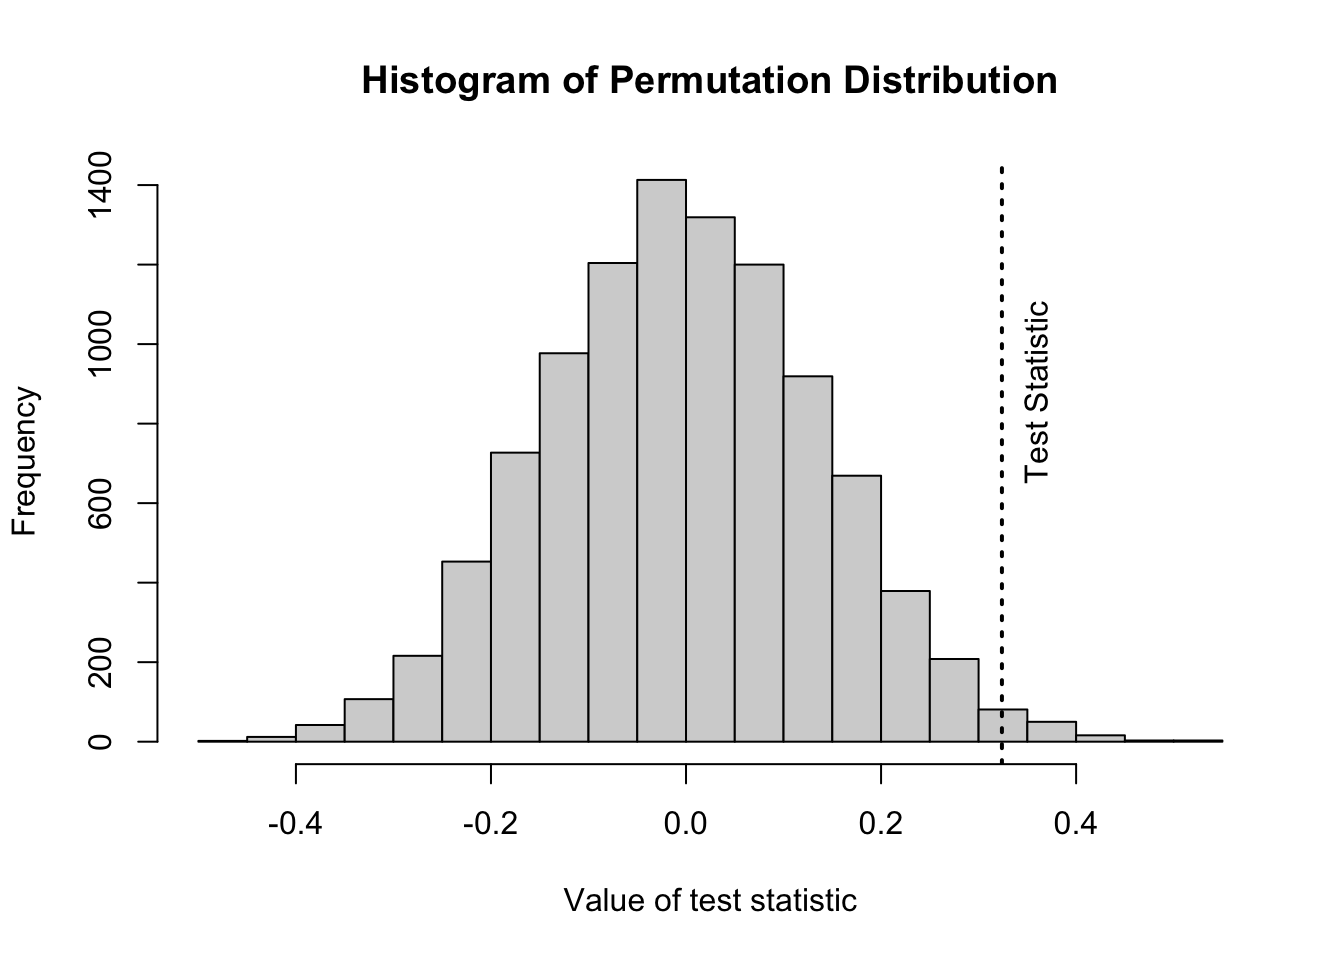 Histogram of Permutation Distribution
Frequency
1400
1000
600
200
0
Test Statistic
-0.4
-0.2
0.0
0.2
0.4
Value of test statistic